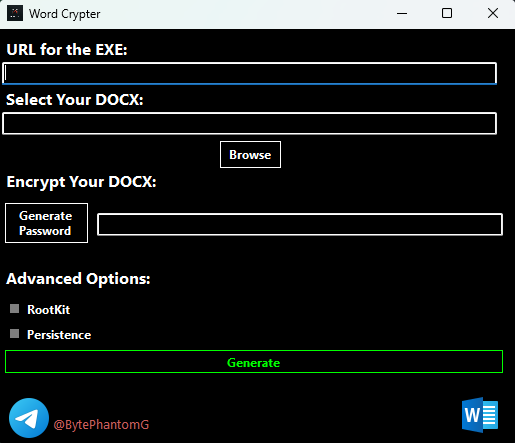 Word Crypter
URL for the EXE:
Select Your DOCX:
Browse
Encrypt Your DOCX:
Generate
Password
Advanced Options:
RootKit
Persistence
Generate
@BytePhantomG
W